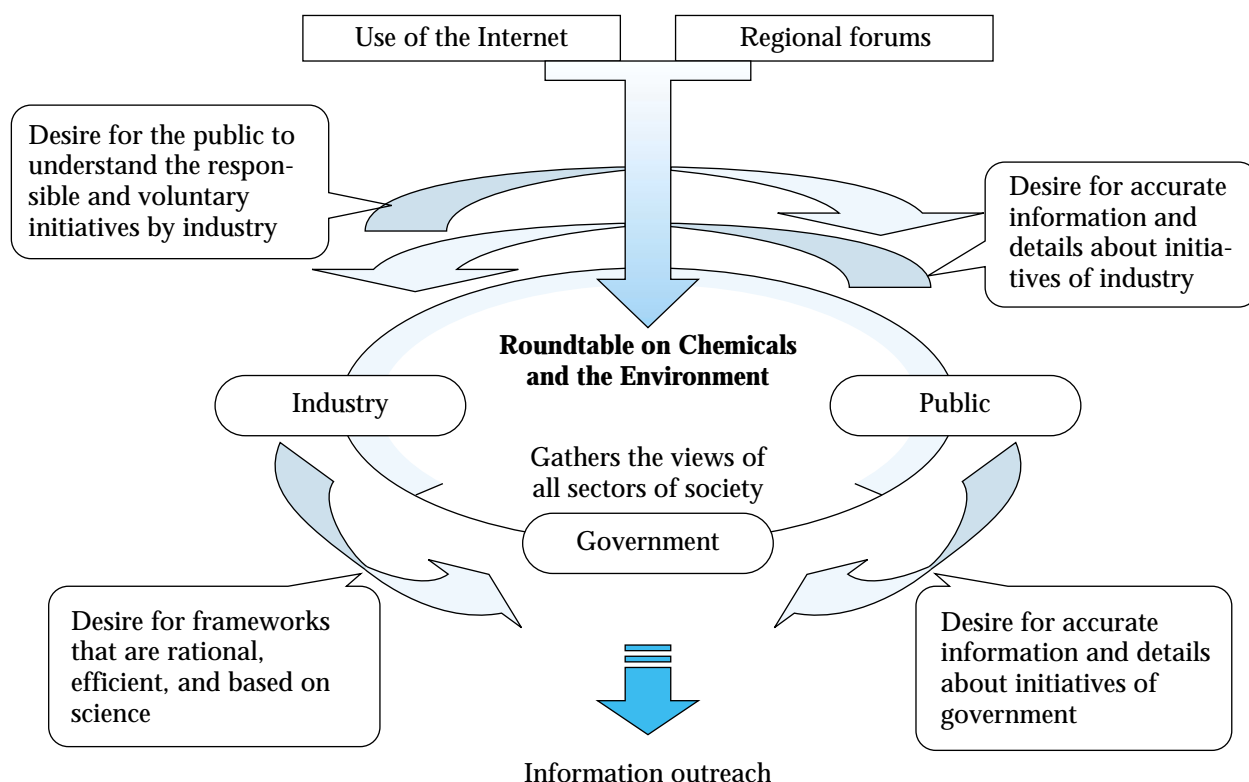 Use of the Internet
Regional forums
Desire for the public to
understand the respon-
sible and voluntary
initiatives by industry
Desire for accurate
information and
details about initia-
tives of industry
Roundtable on Chemicals
and the Environment
Industry
Public
Gathers the views of
all sectors of society
Government
Desire for frameworks
that are rational,
efficient, and based on
science
Desire for accurate
information and details
about initiatives of
government
Information outreach